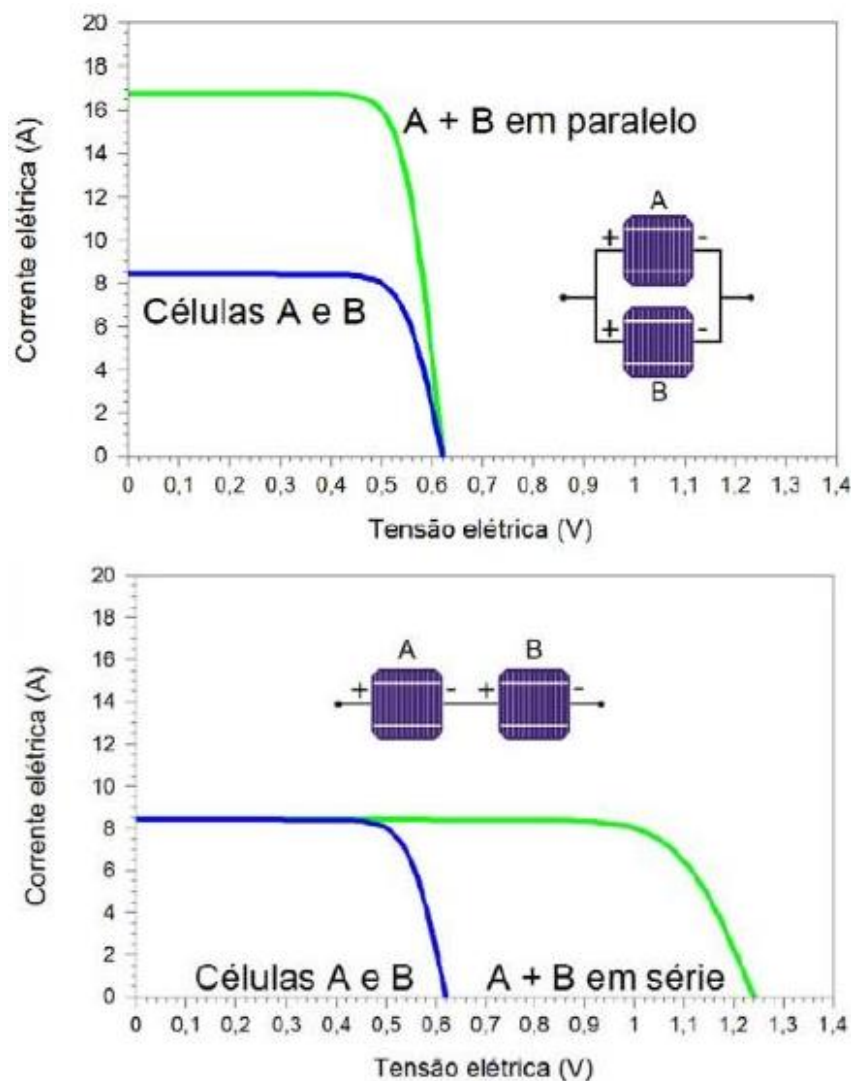 20
18
16
14
12
10
8
6
4
2
0
Corrente elétrica (A)
A + B em paralelo
Células A e B
A
+ -
+ -
B
0 0,1 0,2 0,3 0,4 0,5 0,6 0,7 0,8 0,9 1 1,1 1,2 1,3 1,4
Tensão elétrica (V)
20
18
16
14
12
10
8
6
4
2
0
Corrente elétrica (A)
A B
+ - + -
Células A e B A + B em série
0 0,1 0,2 0,3 0,4 0,5 0,6 0,7 0,8 0,9 1 1,1 1,2 1,3 1,4
Tensão elétrica (V)